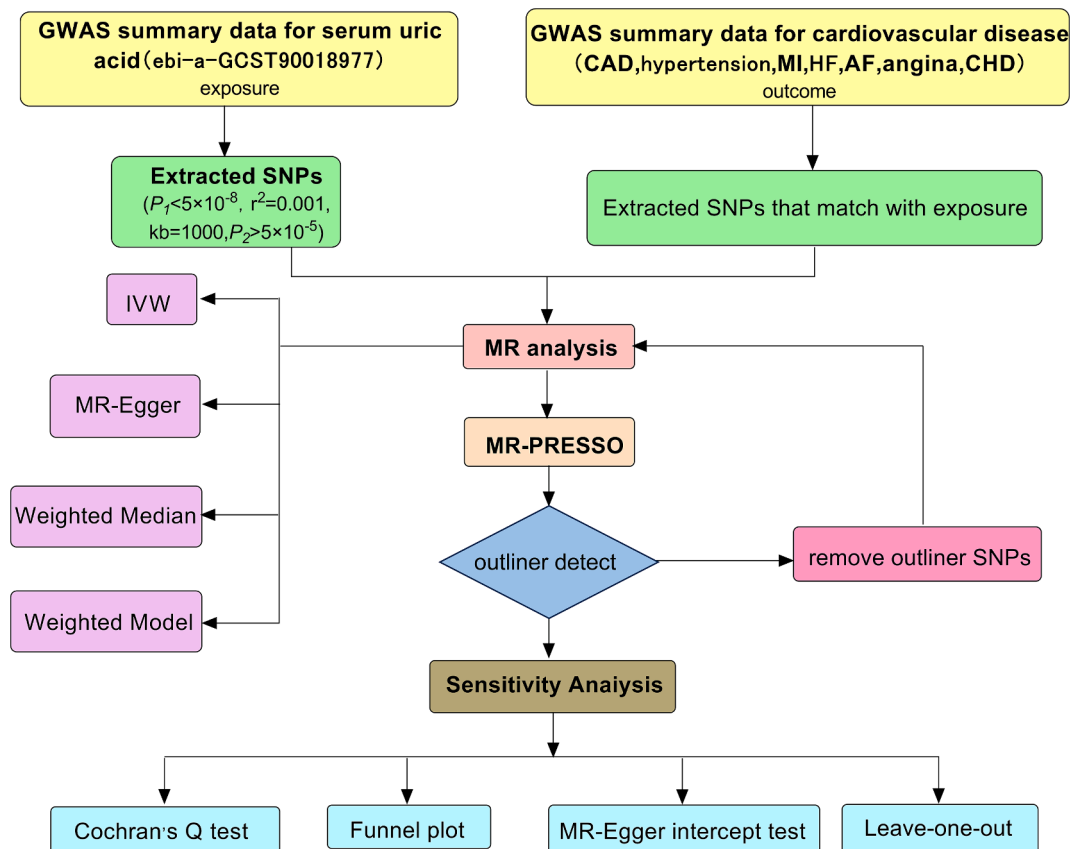 GWAS summary data for serum uric
acid(ebi-a-GCST90018977)
exposure
GWAS summary data for cardiovascular disease
(CAD,hypertension,MI,HF,AF,angina,CHD)
outcome
Extracted SNPs
(P₁<5×10⁻⁸, r²=0.001,
kb=1000,P₂>5×10⁻⁵)
Extracted SNPs that match with exposure
IVW
MR analysis
MR-Egger
MR-PRESSO
Weighted Median
outliner detect
remove outliner SNPs
Weighted Model
Sensitivity Anaiysis
Cochran's Q test
Funnel plot
MR-Egger intercept test
Leave-one-out